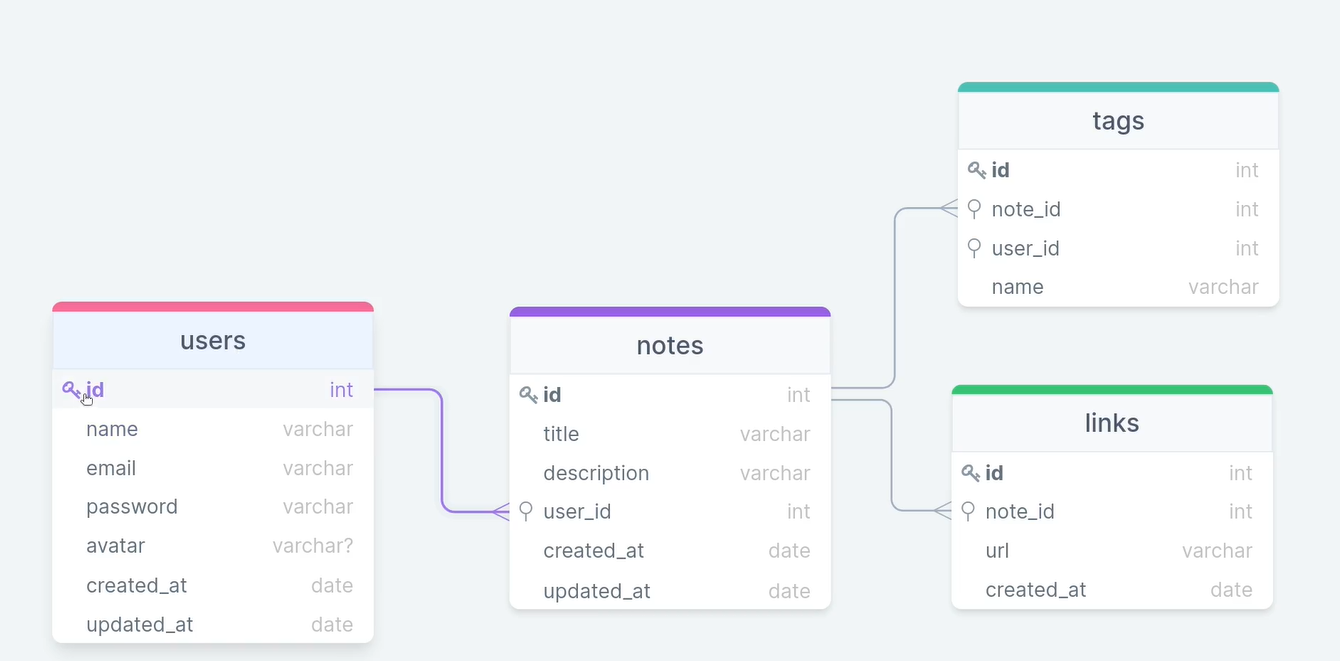 users
id int
name varchar
email varchar
password varchar
avatar varchar?
created_at date
updated_at date
notes
id int
title varchar
description varchar
user_id int
created_at date
updated_at date
tags
id int
note_id int
user_id int
name varchar
links
id int
note_id int
url varchar
created_at date